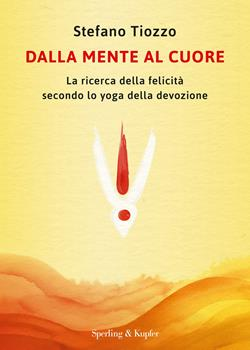 Stefano Tiozzo
DALLA MENTE AL CUORE
La ricerca della felicità
secondo lo yoga della devozione
Sperling & Kupfer